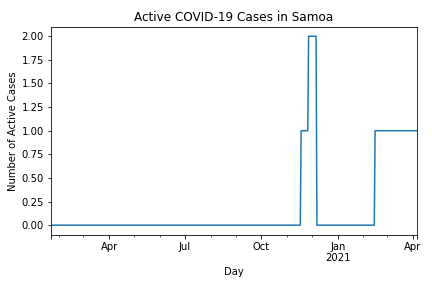 Active COVID-19 Cases in Samoa
Number of Active Cases
2.00
1.75
1.50
1.25
1.00
0.75
0.50
0.25
0.00
Apr Jul Oct Jan Apr
2021
Day